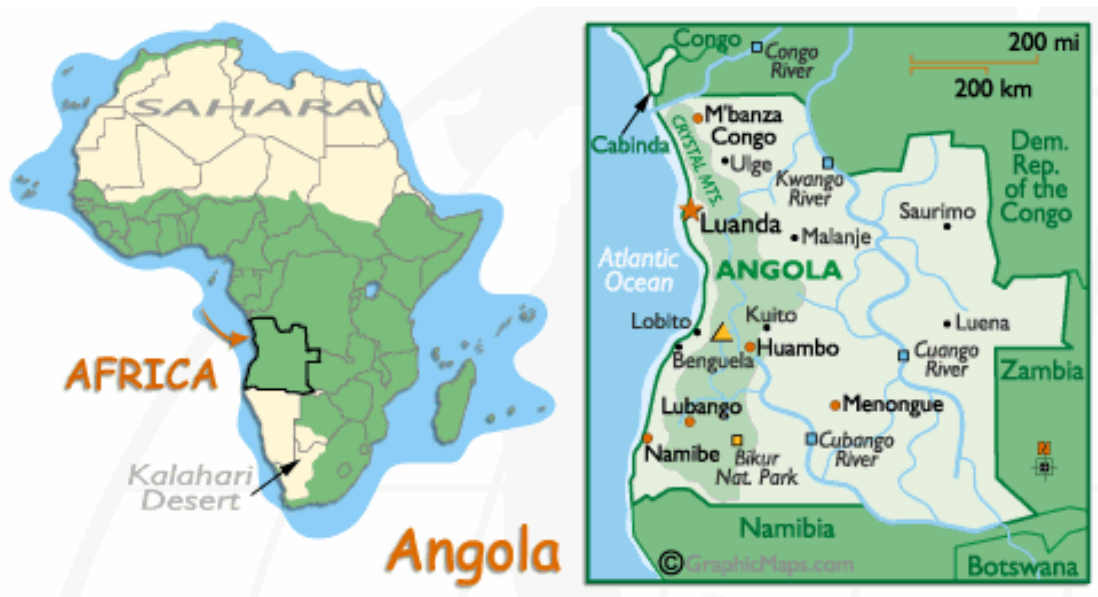 SAHARA
AFRICA
Kalahari
Desert
Angola
Congo
Congo
River
200 mi
200 km
Cabinda
M'banza
Congo
CRYSTAL MTS.
Ulge
Kwango
River
Dem.
Rep.
of the
Congo
Saurimo
Luanda
Malanje
Atlantic
Ocean
ANGOLA
Lobito
Kuito
Luena
Benguela
Huambo
Cuango
River
Zambia
Lubango
Menongue
Namibe
Bikur
Nat. Park
Cubango
River
N
Namibia
©GraphicMaps.com
Botswana